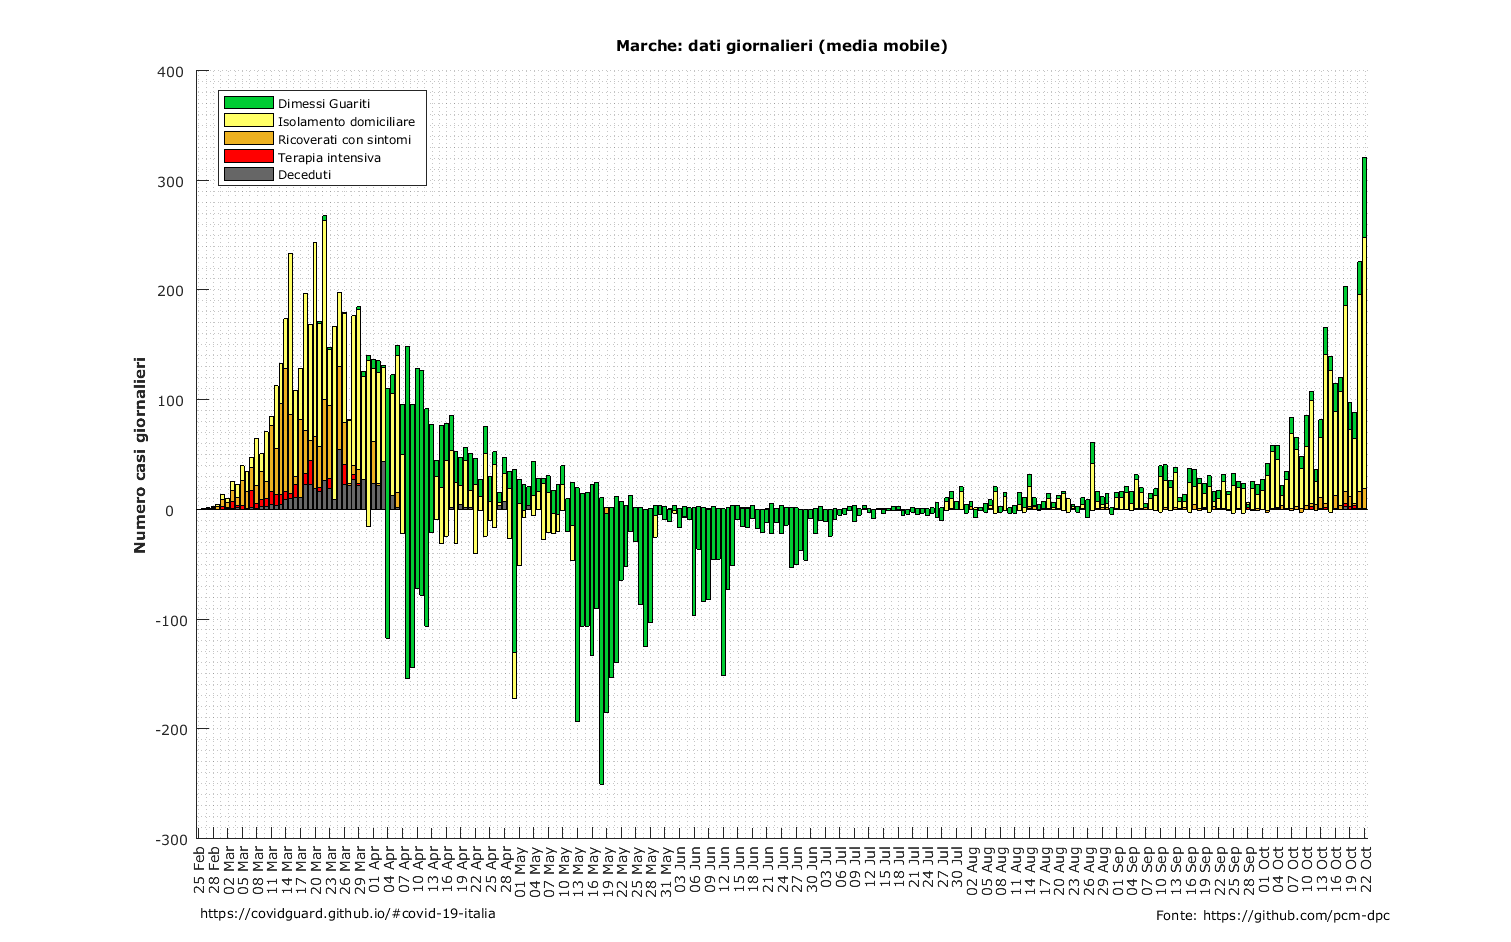 Marche: dati giornalieri (media mobile)
400
300
200
100
0
-100
-200
-300
Numero casi giornalieri
Dimessi Guariti
Isolamento domiciliare
Ricoverati con sintomi
Terapia intensiva
Deceduti
25 Feb
28 Feb
02 Mar
05 Mar
08 Mar
11 Mar
14 Mar
17 Mar
20 Mar
23 Mar
26 Mar
29 Mar
01 Apr
04 Apr
07 Apr
10 Apr
13 Apr
16 Apr
19 Apr
22 Apr
25 Apr
28 Apr
01 May
04 May
07 May
10 May
13 May
16 May
19 May
22 May
25 May
28 May
31 May
03 Jun
06 Jun
09 Jun
12 Jun
15 Jun
18 Jun
21 Jun
24 Jun
27 Jun
30 Jun
03 Jul
06 Jul
09 Jul
12 Jul
15 Jul
18 Jul
21 Jul
24 Jul
27 Jul
30 Jul
02 Aug
05 Aug
08 Aug
11 Aug
14 Aug
17 Aug
20 Aug
23 Aug
26 Aug
29 Aug
01 Sep
04 Sep
07 Sep
10 Sep
13 Sep
16 Sep
19 Sep
22 Sep
25 Sep
28 Sep
01 Oct
04 Oct
07 Oct
10 Oct
13 Oct
16 Oct
19 Oct
22 Oct
https://covidguard.github.io/#covid-19-italia
Fonte: https://github.com/pcm-dpc